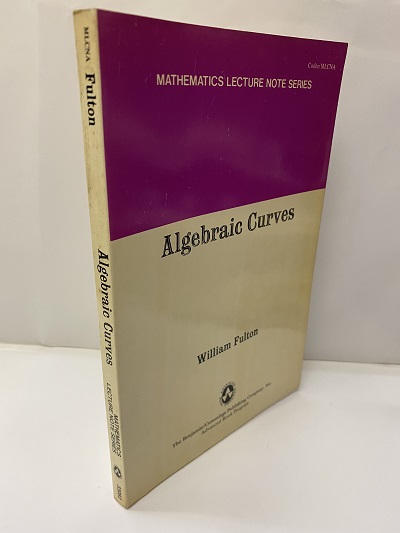 MLCNA Fulton Algebraic Curves MATHEMATICS
LECTURE NOTE SERIES
Codex MLCNA
MATHEMATICS LECTURE NOTE SERIES
Algebraic Curves
William Fulton
The Benjamin/Cummings Publishing Company, Inc.
Advanced Book Program